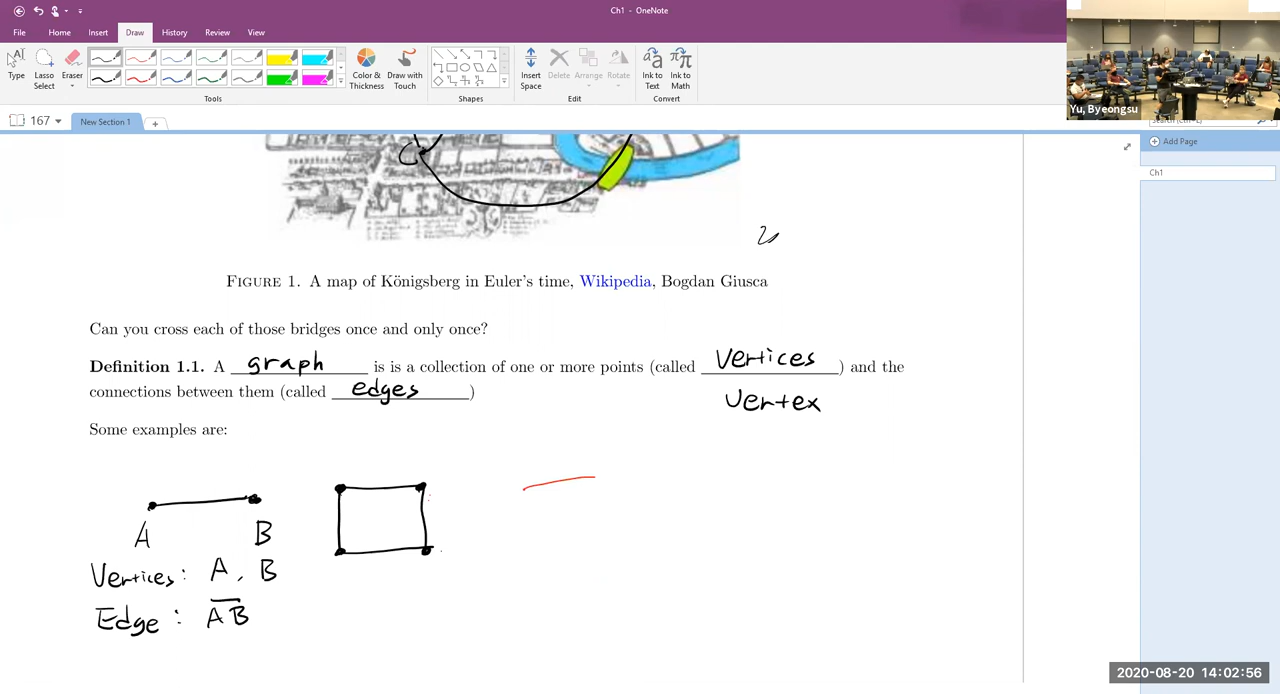 Ch1 - OneNote
File Home Insert Draw History Review View
Type
Lasso Select
Eraser
Color & Thickness
Draw with Touch
Insert Space
Delete
Arrange
Rotate
Ink to Text
Ink to Math
Tools
Shapes
Edit
Convert
Yu, Byeongsu
167
New Section 1
Add Page
Ch1
C
FIGURE 1. A map of Königsberg in Euler's time, Wikipedia, Bogdan Giusca
Can you cross each of those bridges once and only once?
Definition 1.1. A graph is is a collection of one or more points (called vertices) and the
connections between them (called edges)
vertex
Some examples are:
A B
Vertices: A, B
Edge: AB
2020-08-20 14:02:56